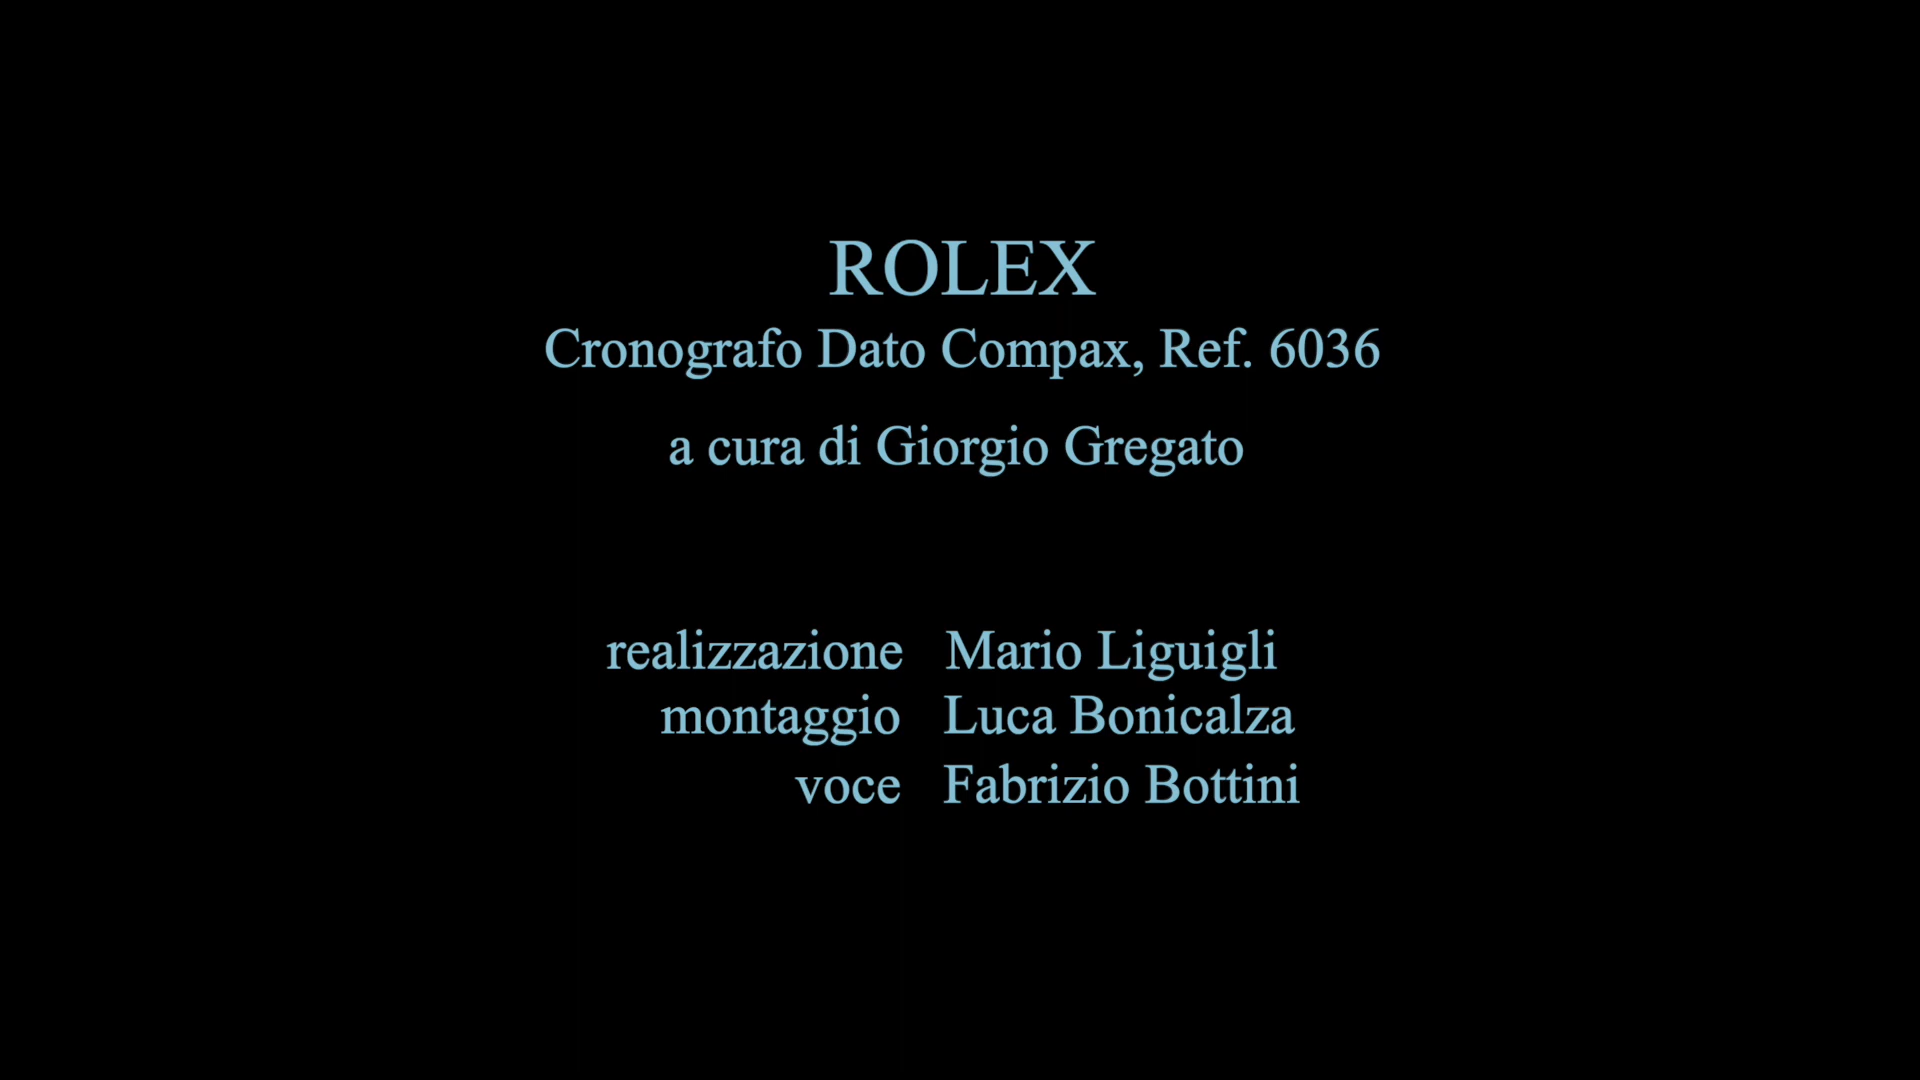 ROLEX
Cronografo Dato Compax, Ref. 6036
a cura di Giorgio Gregato
realizzazione Mario Liguigli
montaggio Luca Bonicalza
voce Fabrizio Bottini